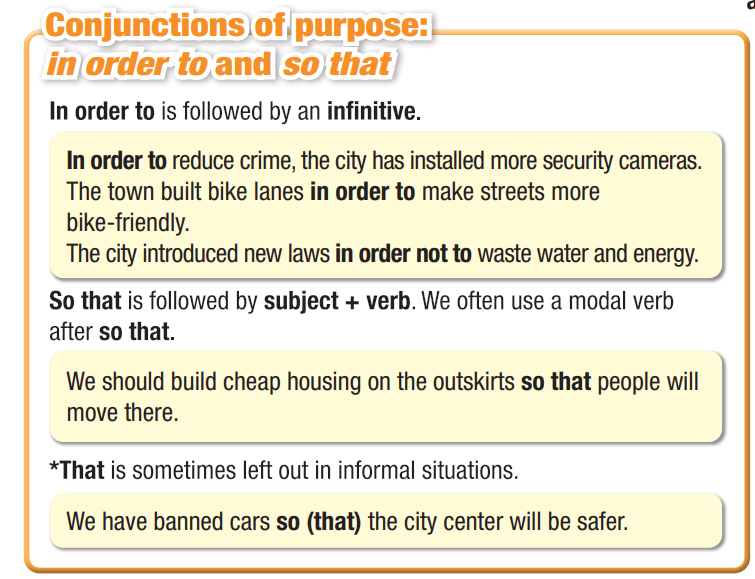 Conjunctions of purpose:
in order to and so that
In order to is followed by an infinitive.
In order to reduce crime, the city has installed more security cameras.
The town built bike lanes in order to make streets more
bike-friendly.
The city introduced new laws in order not to waste water and energy.
So that is followed by subject + verb. We often use a modal verb
after so that.
We should build cheap housing on the outskirts so that people will
move there.
*That is sometimes left out in informal situations.
We have banned cars so (that) the city center will be safer.